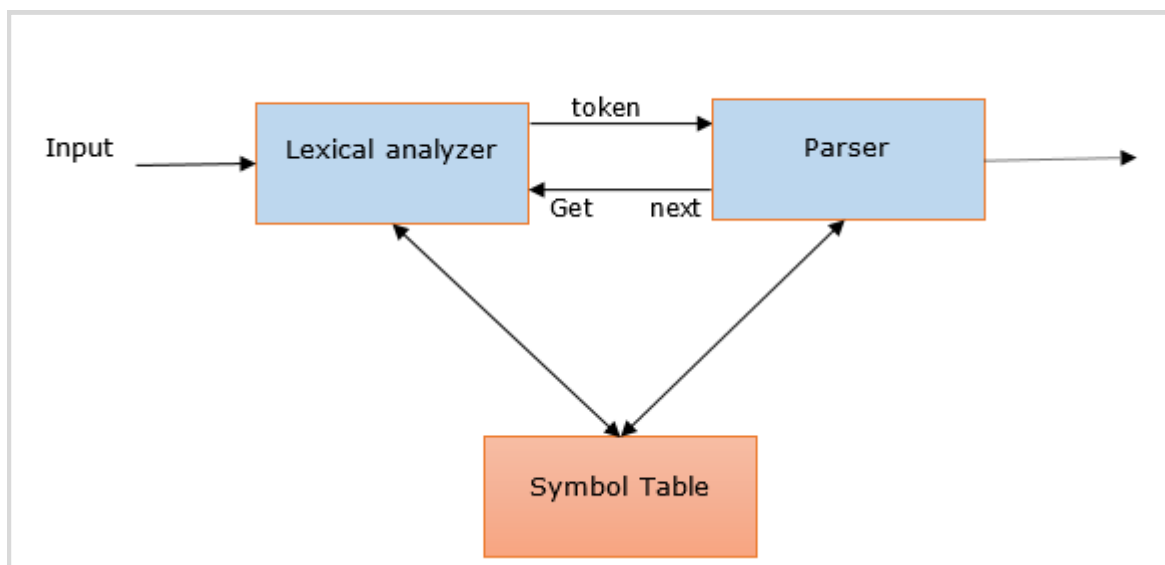 token
Input
Lexical analyzer
Parser
Get next
Symbol Table